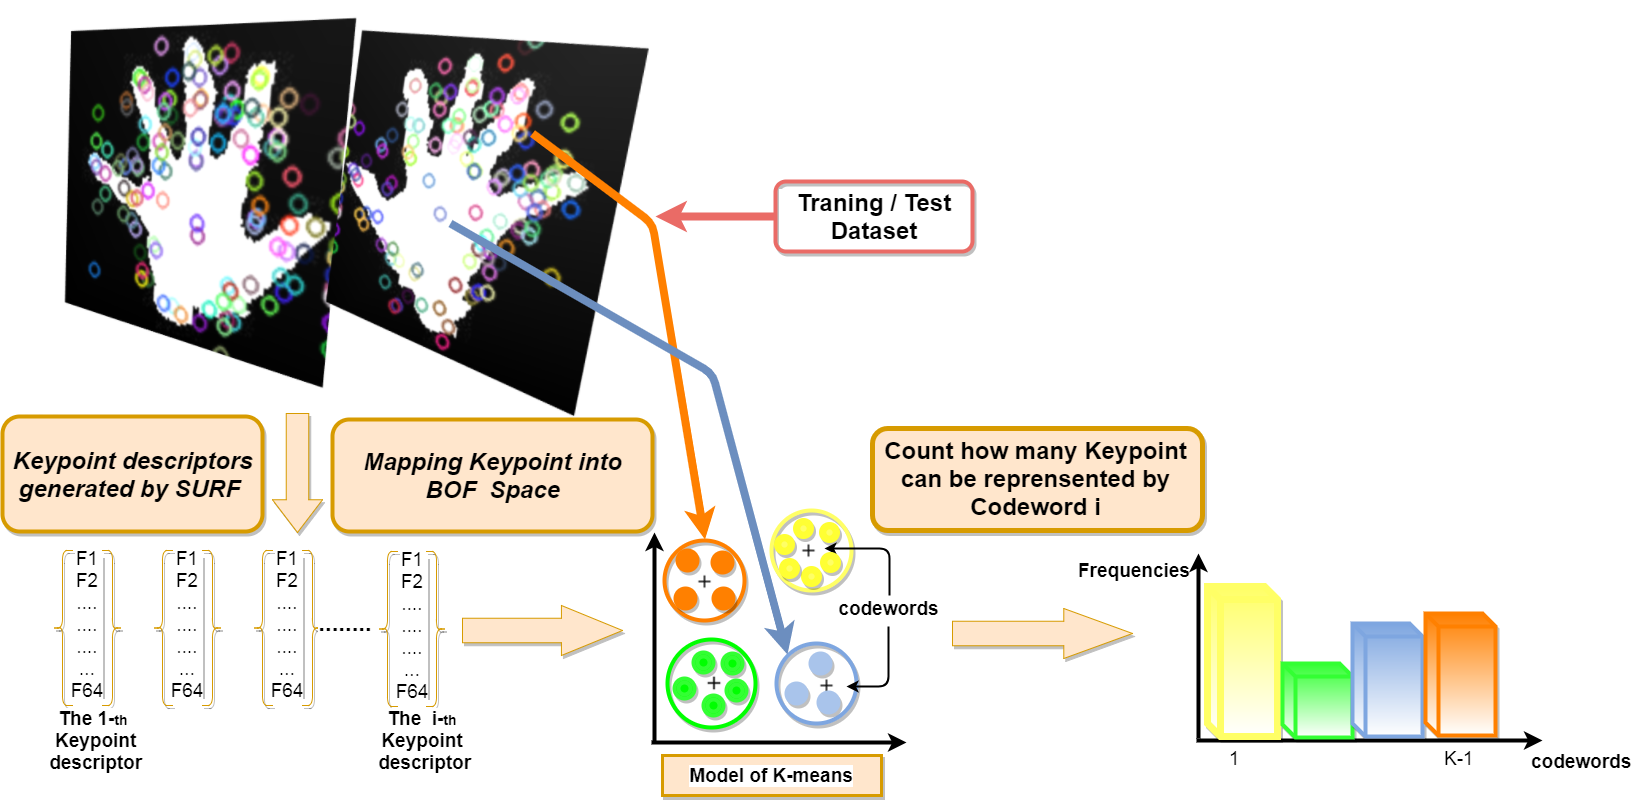 Traning / Test
Dataset
Keypoint descriptors
generated by SURF
Mapping Keypoint into
BOF Space
Count how many Keypoint
can be reprensented by
Codeword i
F1
F2
....
....
....
...
F64
The 1-th
Keypoint
descriptor
F1
F2
....
....
....
...
F64
F1
F2
....
....
....
...
F64
.........
F1
F2
....
....
....
...
F64
The i-th
Keypoint
descriptor
codewords
Model of K-means
Frequencies
1
K-1
codewords